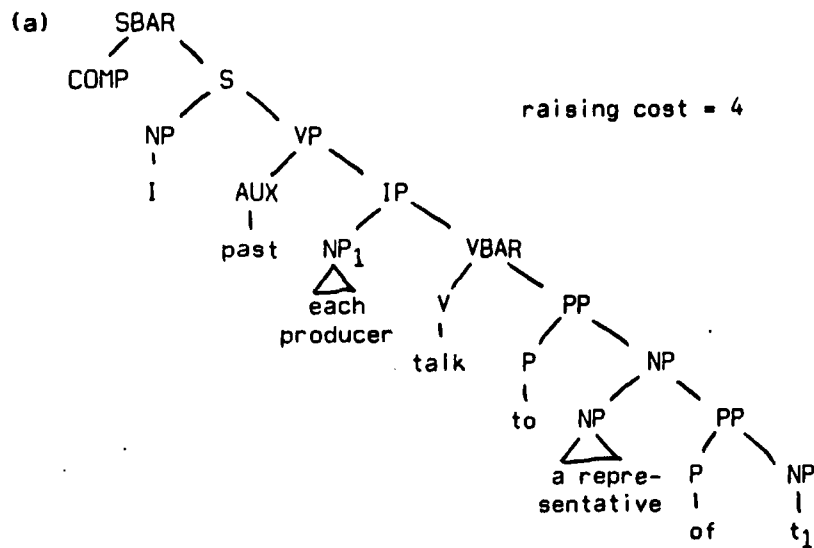 (a) SBAR
COMP S
raising cost = 4
NP VP
I AUX IP
past NP1 VBAR
each
producer V PP
talk P NP
to NP PP
a repre-
sentative P NP
of t1